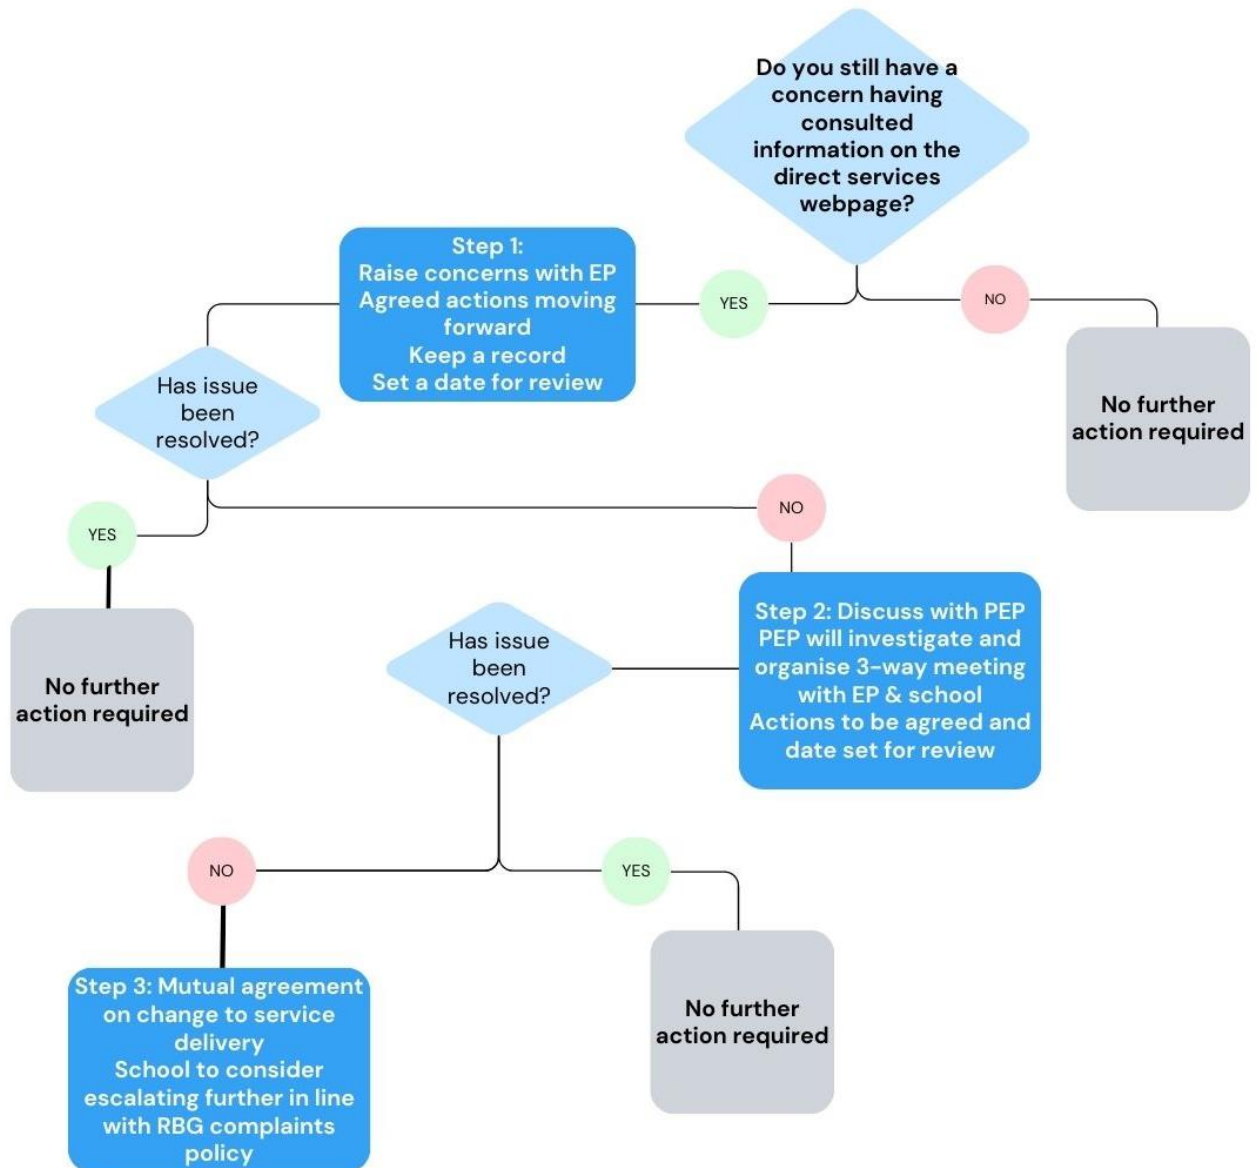 Do you still have a
concern having
consulted
information on the
direct services
webpage?
Step 1:
Raise concerns with EP
Agreed actions moving
forward
Keep a record
Set a date for review
YES
NO
No further
action required
Has issue
been
resolved?
YES
NO
No further
action required
Step 2: Discuss with PEP
PEP will investigate and
organise 3-way meeting
with EP & school
Actions to be agreed and
date set for review
Has issue
been
resolved?
NO
YES
No further
action required
Step 3: Mutual agreement
on change to service
delivery
School to consider
escalating further in line
with RBG complaints
policy